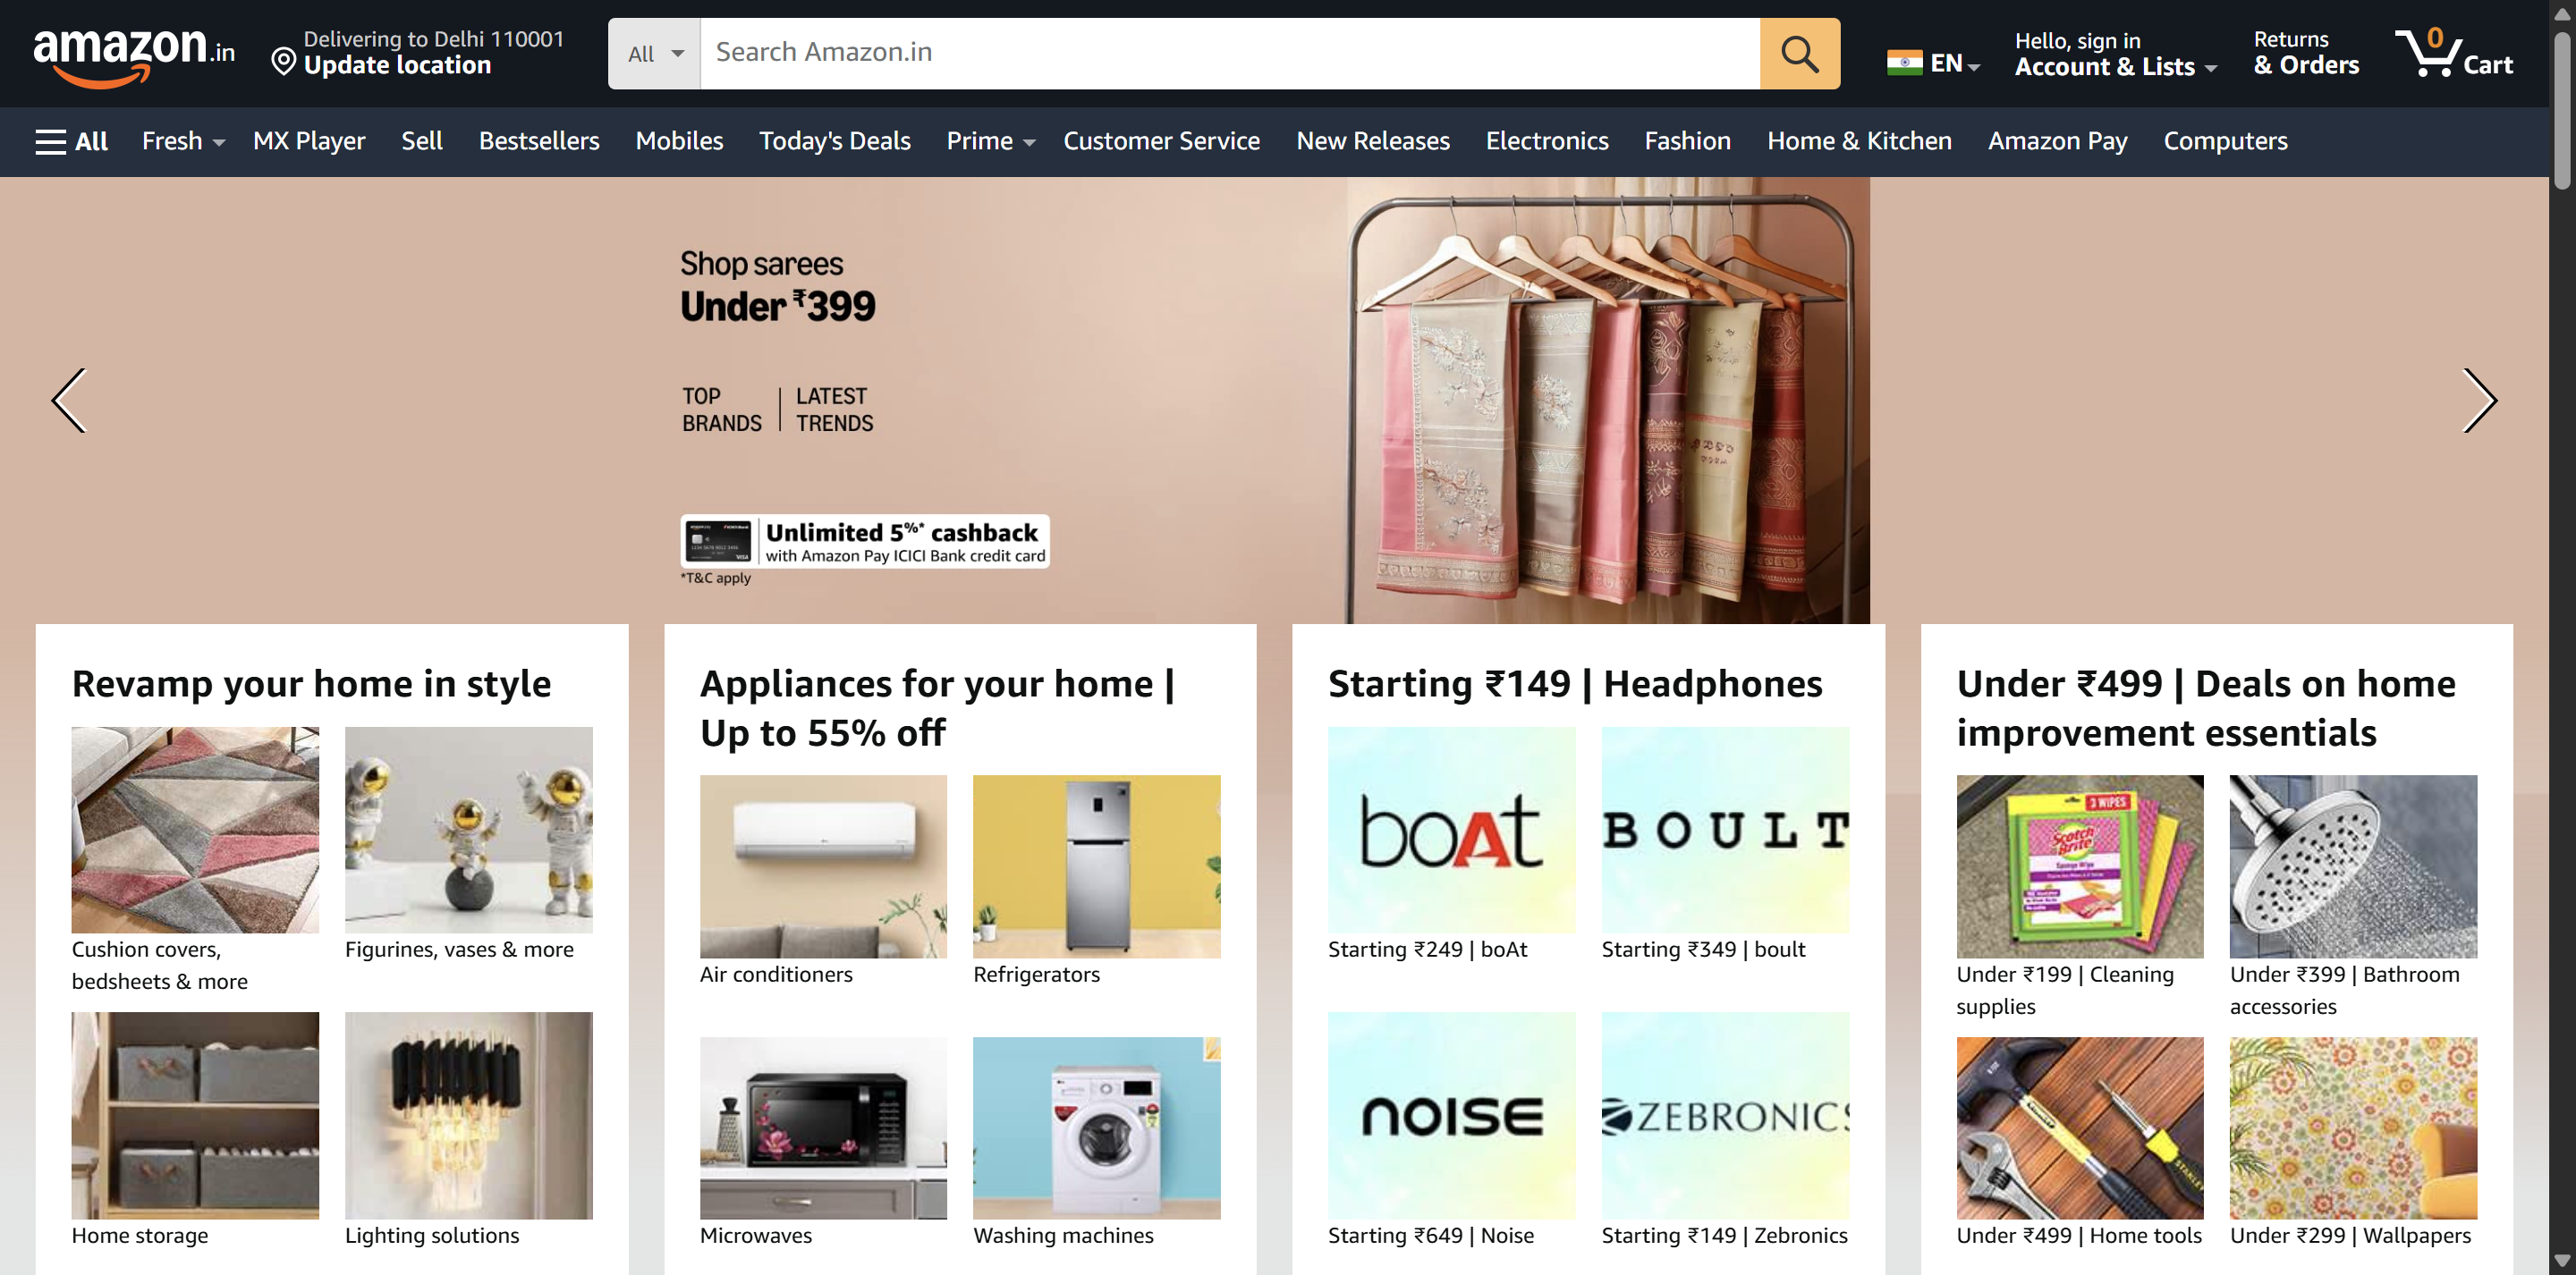 amazon.in
Delivering to Delhi 110001
Update location
All
Search Amazon.in
EN
Hello, sign in
Account & Lists
Returns
& Orders
0
Cart
All
Fresh
MX Player
Sell
Bestsellers
Mobiles
Today's Deals
Prime
Customer Service
New Releases
Electronics
Fashion
Home & Kitchen
Amazon Pay
Computers
Shop sarees
Under ₹399
TOP
BRANDS
LATEST
TRENDS
Unlimited 5%* cashback
with Amazon Pay ICICI Bank credit card
*T&C apply
Revamp your home in style
Cushion covers,
bedsheets & more
Figurines, vases & more
Home storage
Lighting solutions
Appliances for your home |
Up to 55% off
Air conditioners
Refrigerators
Microwaves
Washing machines
Starting ₹149 | Headphones
boAt
BOULT
Starting ₹249 | boAt
Starting ₹349 | boult
noise
ZEBRONICS
Starting ₹649 | Noise
Starting ₹149 | Zebronics
Under ₹499 | Deals on home
improvement essentials
3 WIPES
Scotch
Brite
Sponge Wipe
Under ₹199 | Cleaning
supplies
Under ₹399 | Bathroom
accessories
STANLEY
Under ₹499 | Home tools
Under ₹299 | Wallpapers